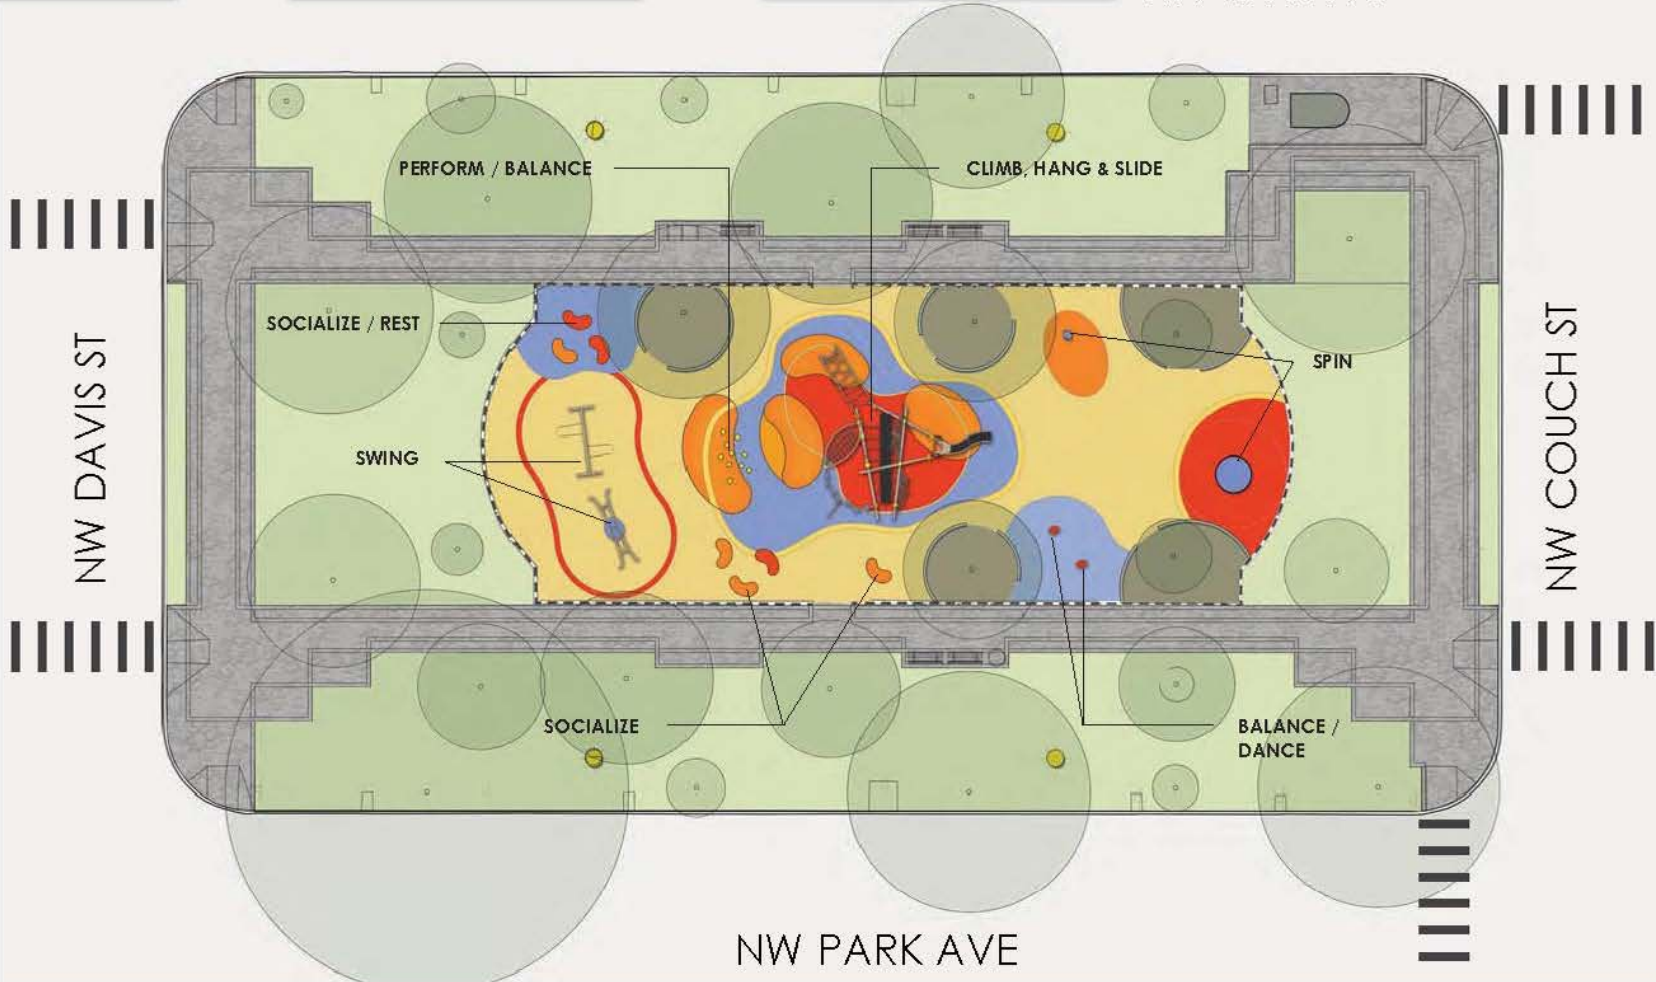 PERFORM / BALANCE
CLIMB, HANG & SLIDE
SOCIALIZE / REST
SPIN
SWING
NW DAVIS ST
NW COUCH ST
SOCIALIZE
BALANCE /
DANCE
NW PARK AVE